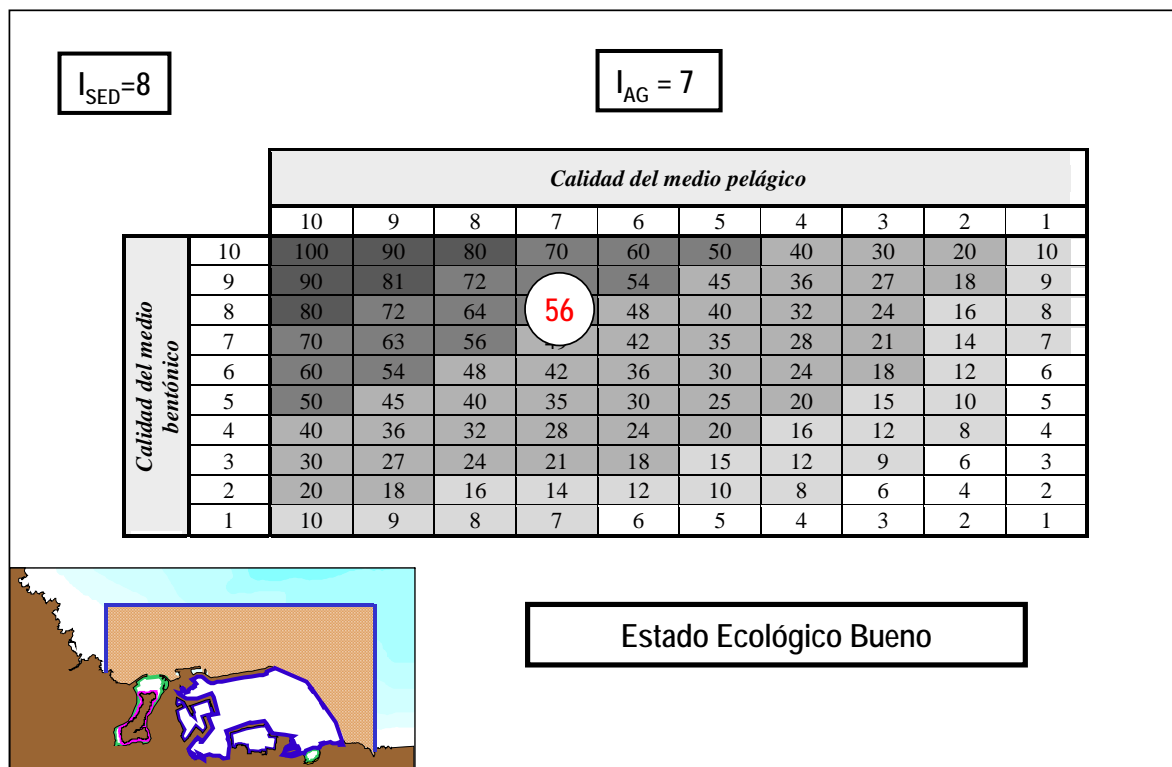 I_SED=8
I_AG = 7
Calidad del medio pelágico
10 9 8 7 6 5 4 3 2 1
Calidad del medio
bentónico
10 100 90 80 70 60 50 40 30 20 10
9 90 81 72 54 45 36 27 18 9
8 80 72 64 56 48 40 32 24 16 8
7 70 63 56 42 35 28 21 14 7
6 60 54 48 42 36 30 24 18 12 6
5 50 45 40 35 30 25 20 15 10 5
4 40 36 32 28 24 20 16 12 8 4
3 30 27 24 21 18 15 12 9 6 3
2 20 18 16 14 12 10 8 6 4 2
1 10 9 8 7 6 5 4 3 2 1
Estado Ecológico Bueno